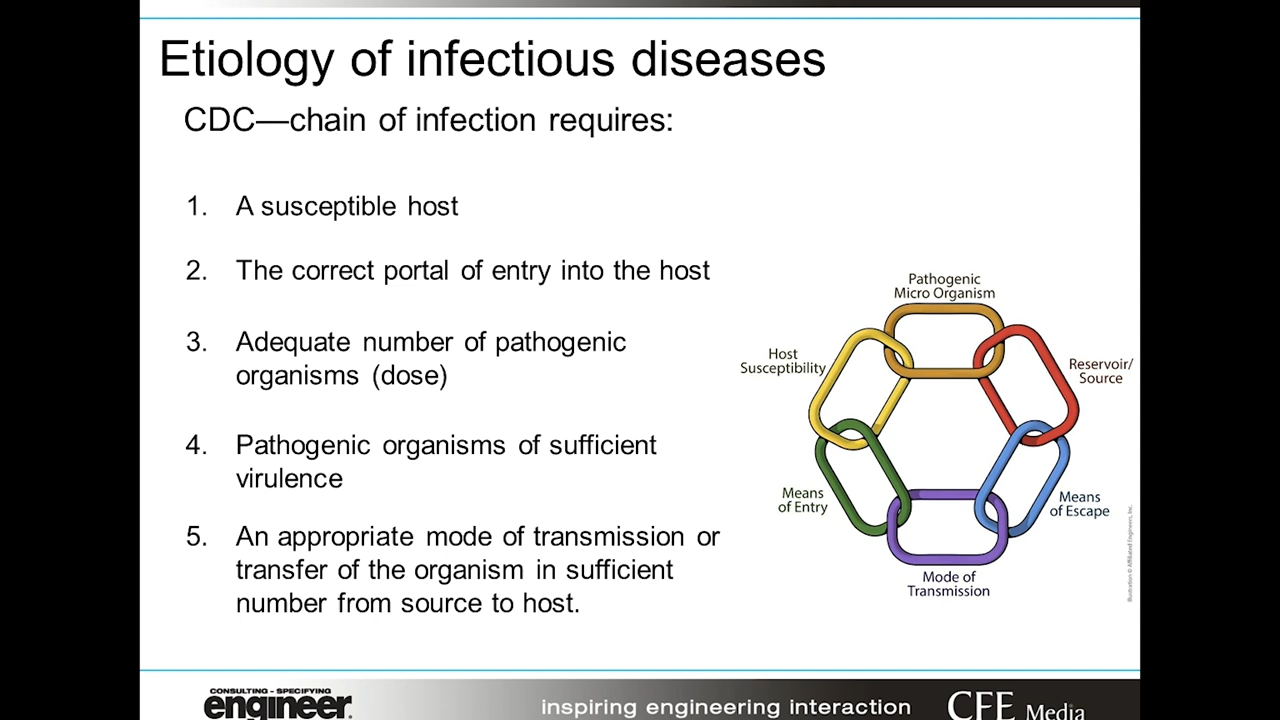 Etiology of infectious diseases
CDC—chain of infection requires:
1. A susceptible host
2. The correct portal of entry into the host
3. Adequate number of pathogenic
organisms (dose)
4. Pathogenic organisms of sufficient
virulence
5. An appropriate mode of transmission or
transfer of the organism in sufficient
number from source to host.
Pathogenic
Micro Organism
Host
Susceptibility
Reservoir/
Source
Means
of Entry
Means
of Escape
Mode of
Transmission
Illustration © Affiliated Engineers, Inc.
CONSULTING - SPECIFYING
engineer
inspiring engineering interaction
CFE Media